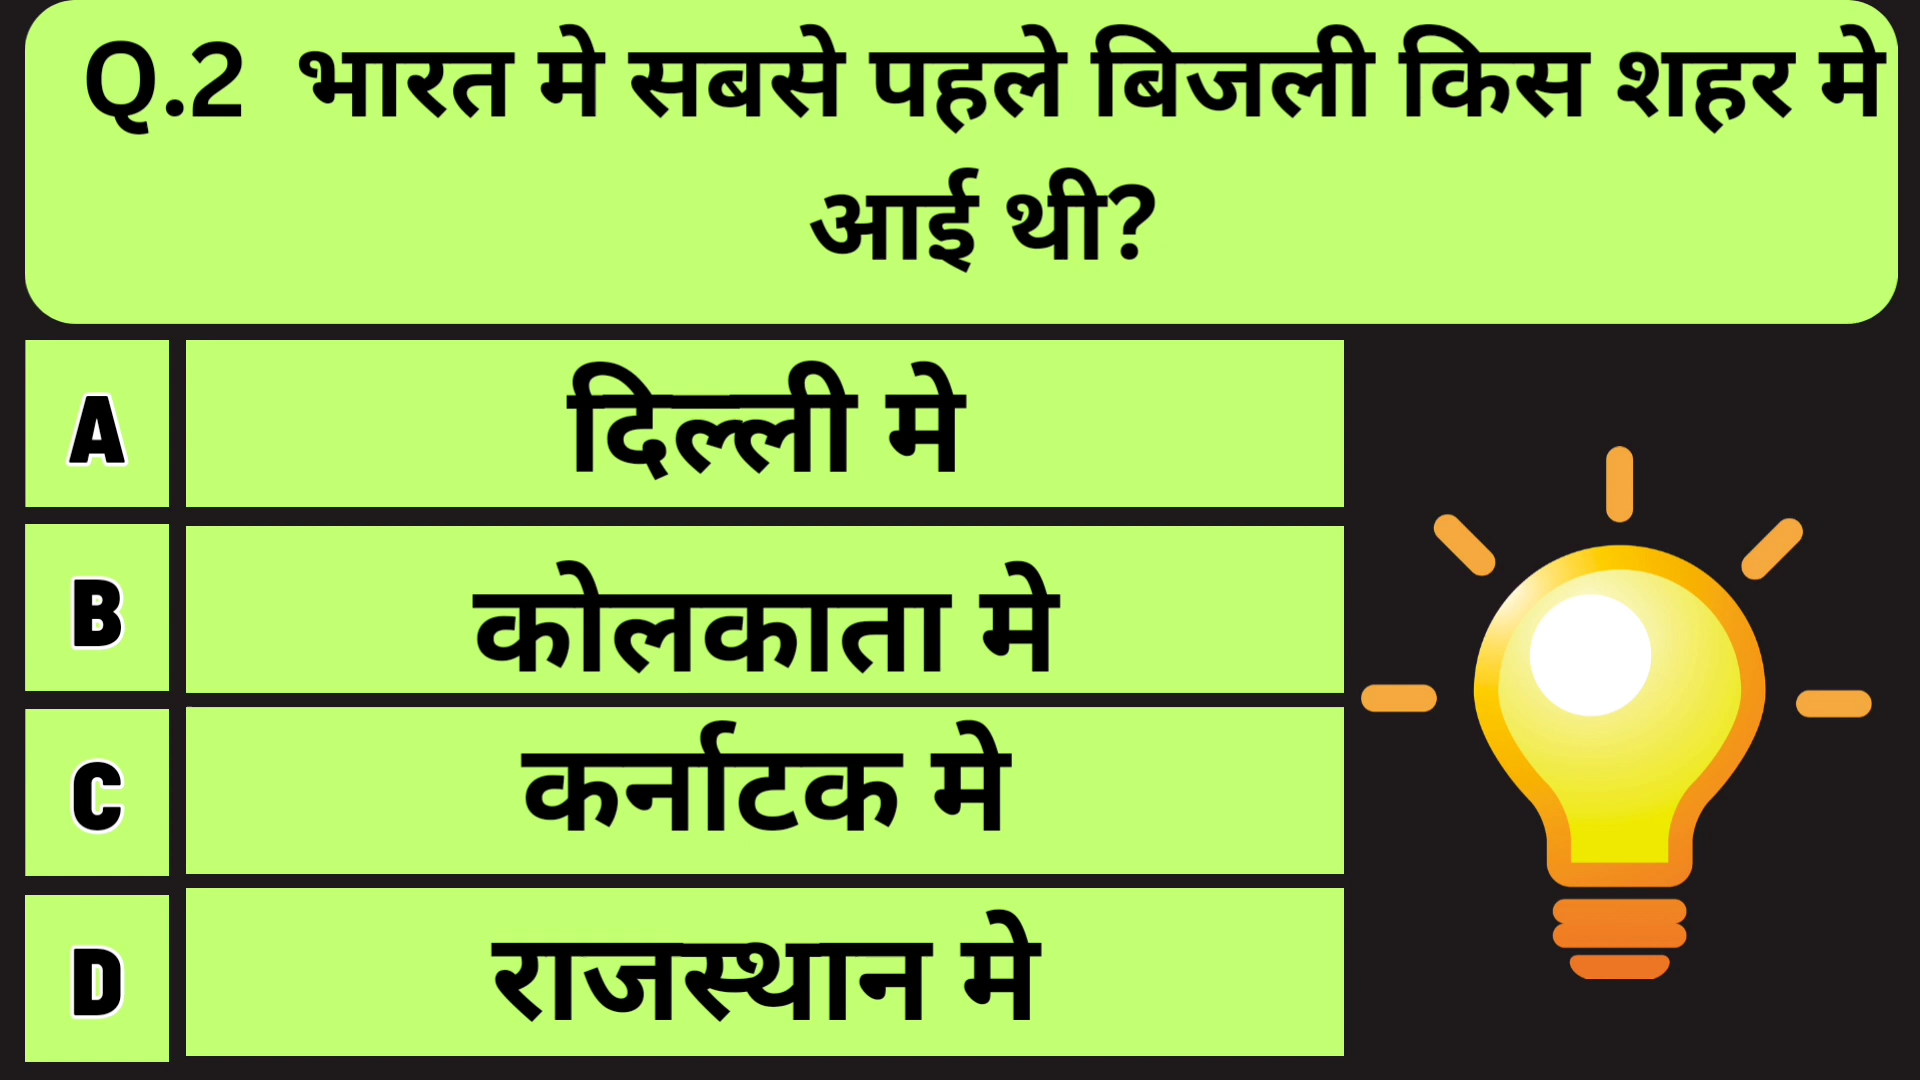 Q.2 भारत मे सबसे पहले बिजली किस शहर मे
आई थी?
A दिल्ली मे
B कोलकाता मे
C कर्नाटक मे
D राजस्थान मे